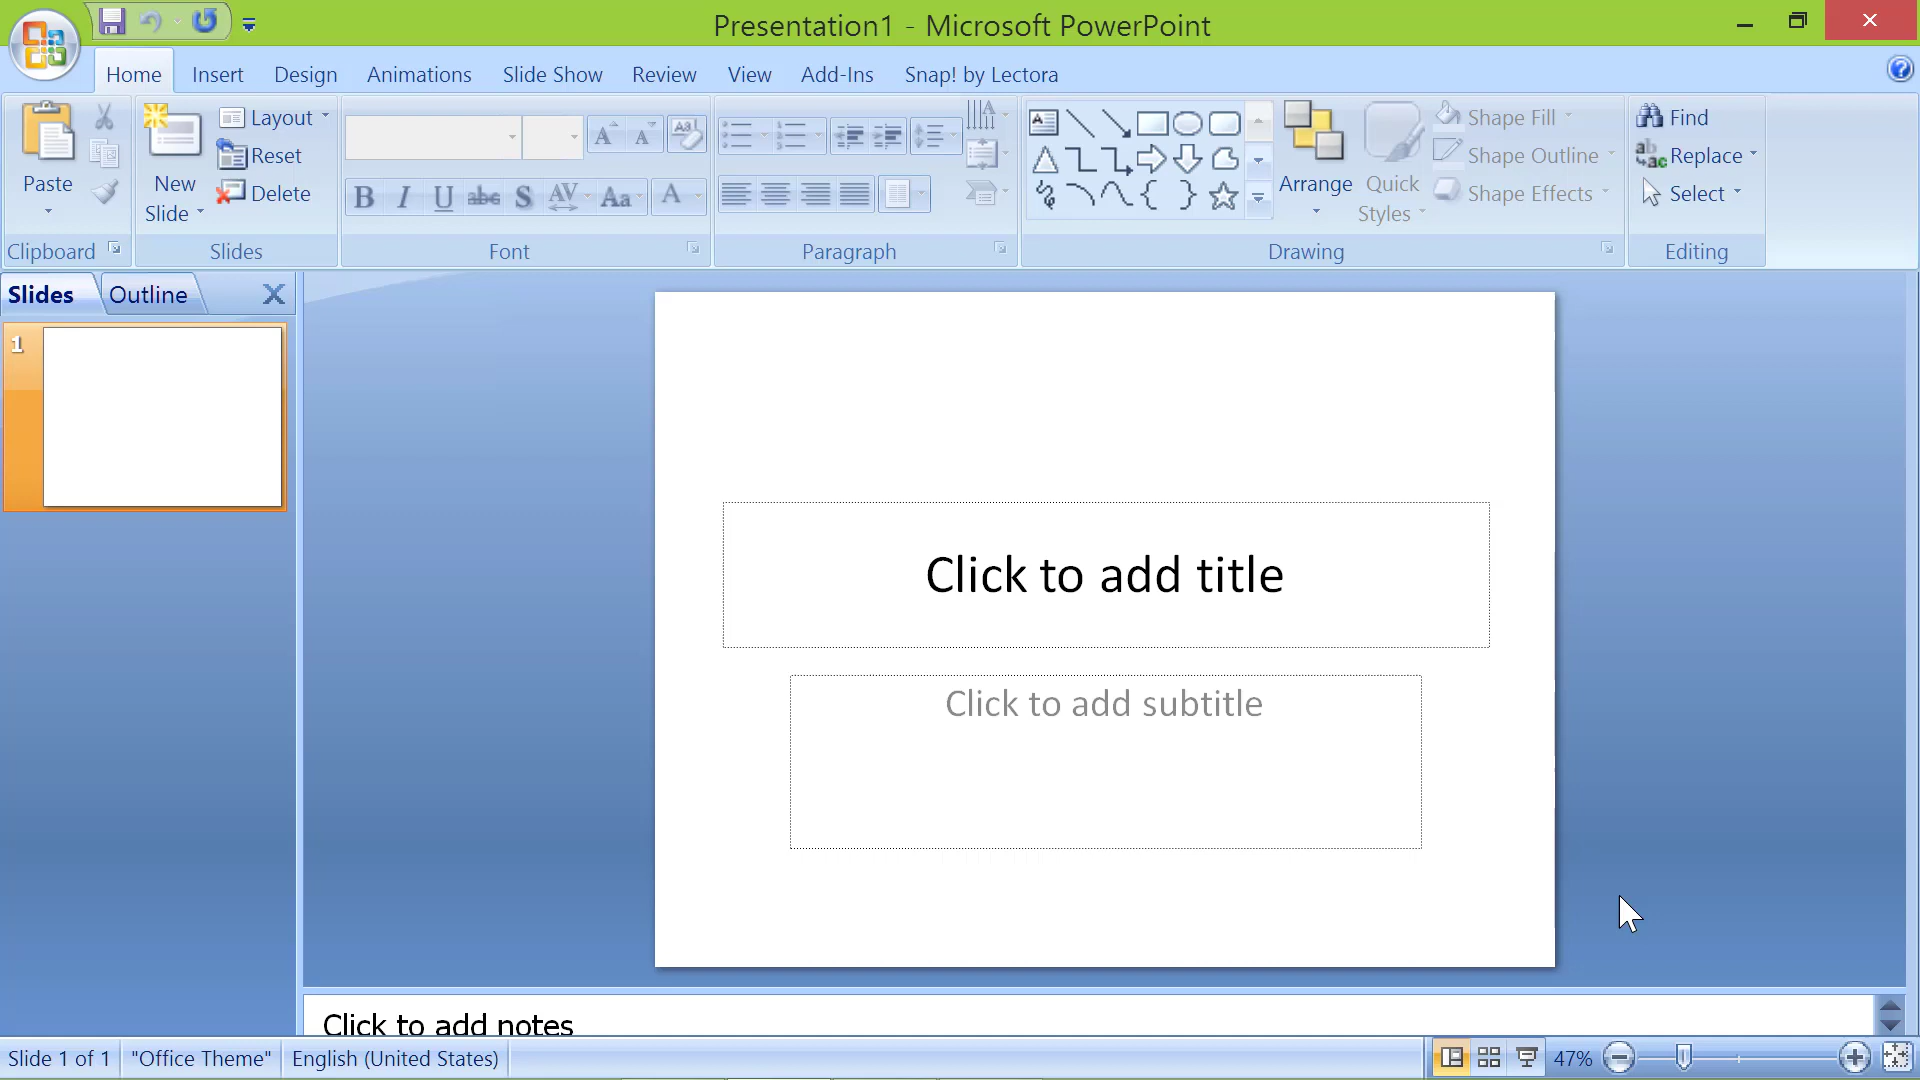 Presentation1 - Microsoft PowerPoint
Home Insert Design Animations Slide Show Review View Add-Ins Snap! by Lectora
Paste
Clipboard
New
Slide
Layout
Reset
Delete
Slides
B I U abc S AV Aa A
Font
Paragraph
Arrange
Quick
Styles
Shape Fill
Shape Outline
Shape Effects
Drawing
Find
Replace
Select
Editing
Slides Outline
1
Click to add title
Click to add subtitle
Click to add notes
Slide 1 of 1 "Office Theme" English (United States) 47%